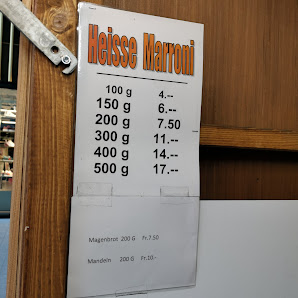 Heisse Marroni
100 g 4.--
150 g 6.--
200 g 7.50
300 g 11.--
400 g 14.--
500 g 17.--
Magenbrot 200 G Fr.7.50
Mandeln 200 G Fr.10.-